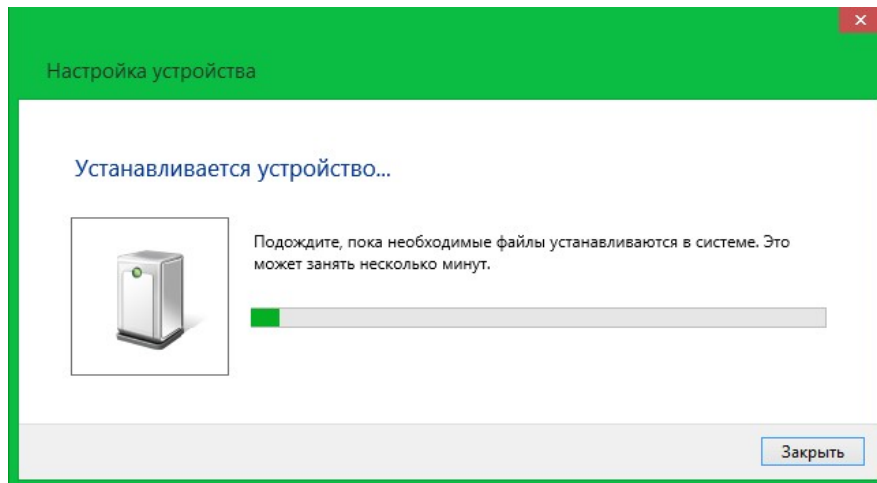 Настройка устройства
Устанавливается устройство...
Подождите, пока необходимые файлы устанавливаются в системе. Это
может занять несколько минут.
Закрыть